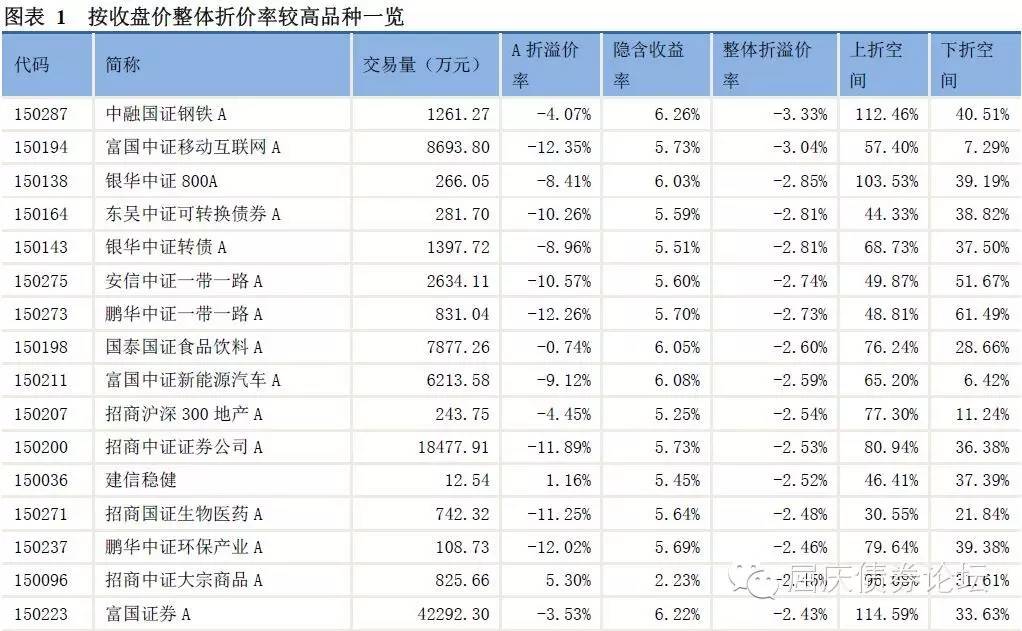 图表 1 按收盘价整体折价率较高品种一览
代码 简称 交易量（万元） A 折溢价率 隐含收益率 整体折溢价率 上折空间 下折空间
150287 中融国证钢铁 A 1261.27 -4.07% 6.26% -3.33% 112.46% 40.51%
150194 富国中证移动互联网 A 8693.80 -12.35% 5.73% -3.04% 57.40% 7.29%
150138 银华中证 800A 266.05 -8.41% 6.03% -2.85% 103.53% 39.19%
150164 东吴中证可转换债券 A 281.70 -10.26% 5.59% -2.81% 44.33% 38.82%
150143 银华中证转债 A 1397.72 -8.96% 5.51% -2.81% 68.73% 37.50%
150275 安信中证一带一路 A 2634.11 -10.57% 5.60% -2.74% 49.87% 51.67%
150273 鹏华中证一带一路 A 831.04 -12.26% 5.70% -2.73% 48.81% 61.49%
150198 国泰国证食品饮料 A 7877.26 -0.74% 6.05% -2.60% 76.24% 28.66%
150211 富国中证新能源汽车 A 6213.58 -9.12% 6.08% -2.59% 65.20% 6.42%
150207 招商沪深 300 地产 A 243.75 -4.45% 5.25% -2.54% 77.30% 11.24%
150200 招商中证证券公司 A 18477.91 -11.89% 5.73% -2.53% 80.94% 36.38%
150036 建信稳健 12.54 1.16% 5.45% -2.52% 46.41% 37.39%
150271 招商国证生物医药 A 742.32 -11.25% 5.64% -2.48% 30.55% 21.84%
150237 鹏华中证环保产业 A 108.73 -12.02% 5.69% -2.46% 79.64% 39.38%
150096 招商中证大宗商品 A 825.66 5.30% 2.23%
屈庆债券论坛
150223 富国证券 A 42292.30 -3.53% 6.22% -2.43% 114.59% 33.63%